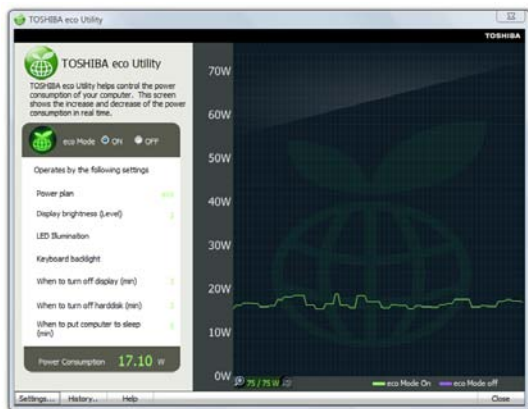 TOSHIBA eco Utility
TOSHIBA
TOSHIBA eco Utility
TOSHIBA eco Utility helps control the power
consumption of your computer. This screen
shows the increase and decrease of the power
consumption in real time.
eco Mode ON OFF
Operates by the following settings
Power plan eco
Display brightness (Level)
LED Illumination
Keyboard backlight
When to turn off display (min)
When to turn off harddisk (min)
When to put computer to sleep
(min)
Power Consumption 17.10 W
70W
60W
50W
40W
30W
20W
10W
0W
75 / 75 W
eco Mode On eco Mode off
Settings... History.. Help Close